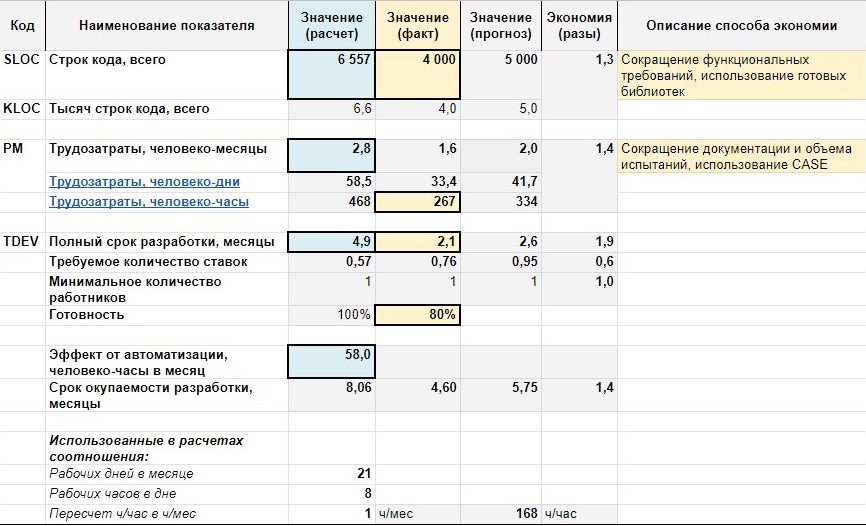 Код Наименование показателя Значение (расчет) Значение (факт) Значение (прогноз) Экономия (разы) Описание способа экономии
SLOC Строк кода, всего 6 557 4 000 5 000 1,3 Сокращение функциональных
требований, использование готовых
библиотек
KLOC Тысяч строк кода, всего 6,6 4,0 5,0
PM Трудозатраты, человеко-месяцы 2,8 1,6 2,0 1,4 Сокращение документации и объема
испытаний, использование CASE
Трудозатраты, человеко-дни 58,5 33,4 41,7
Трудозатраты, человеко-часы 468 267 334
TDEV Полный срок разработки, месяцы 4,9 2,1 2,6 1,9
Требуемое количество ставок 0,57 0,76 0,95 0,6
Минимальное количество
работников 1 1 1 1,0
Готовность 100% 80%
Эффект от автоматизации,
человеко-часы в месяц 58,0
Срок окупаемости разработки,
месяцы 8,06 4,60 5,75 1,4
Использованные в расчетах
соотношения:
Рабочих дней в месяце 21
Рабочих часов в дне 8
Пересчет ч/час в ч/мес 1 ч/мес 168 ч/час